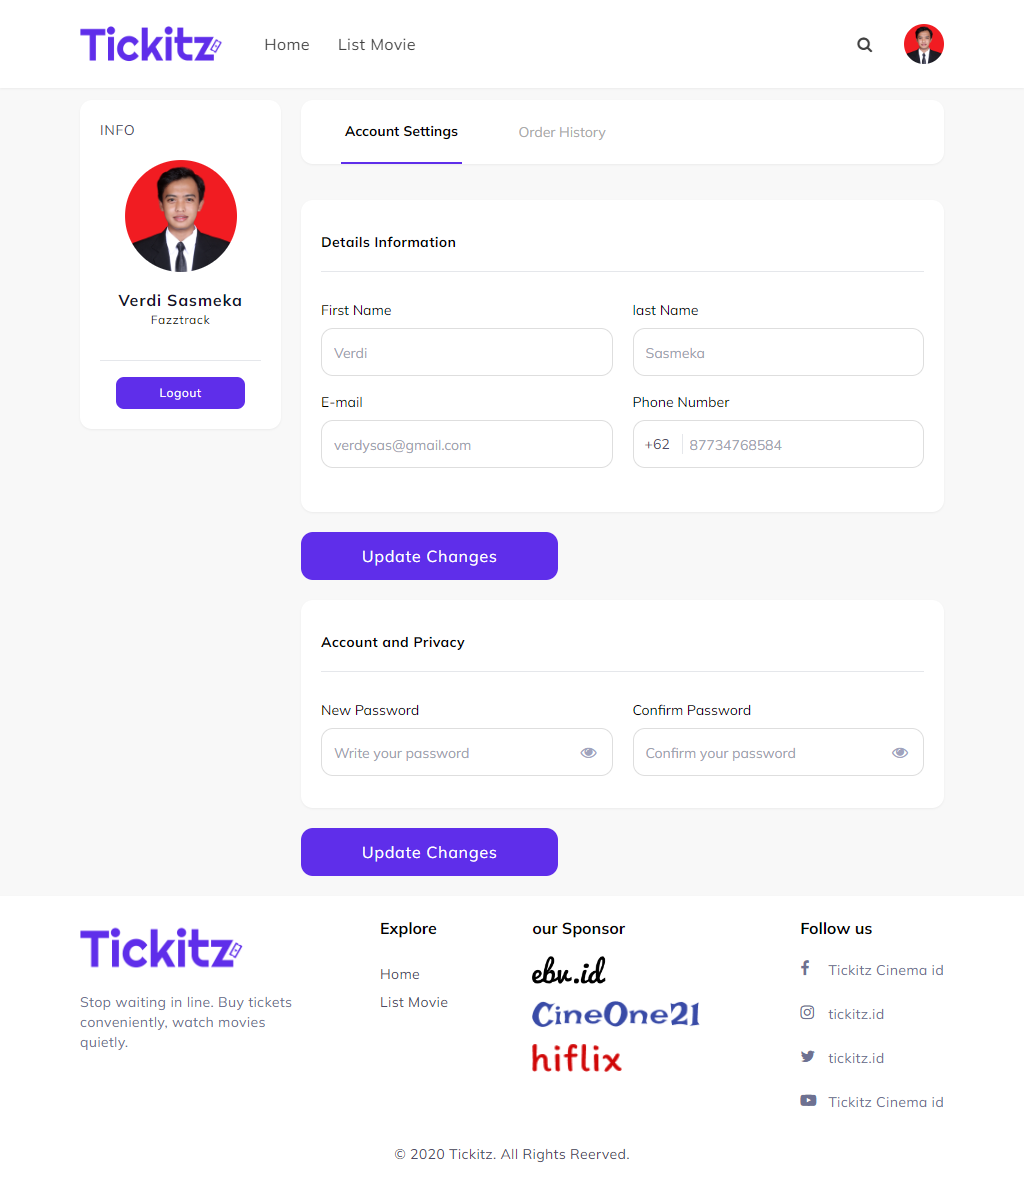 Tickitz
Home
List Movie
INFO
Verdi Sasmeka
Fazztrack
Logout
Account Settings
Order History
Details Information
First Name
last Name
Verdi
Sasmeka
E-mail
Phone Number
verdysas@gmail.com
+62 87734768584
Update Changes
Account and Privacy
New Password
Confirm Password
Write your password
Confirm your password
Update Changes
Tickitz
Stop waiting in line. Buy tickets
conveniently, watch movies
quietly.
Explore
Home
List Movie
our Sponsor
ebv.id
CineOne21
hiflix
Follow us
Tickitz Cinema id
tickitz.id
tickitz.id
Tickitz Cinema id
© 2020 Tickitz. All Rights Reerved.